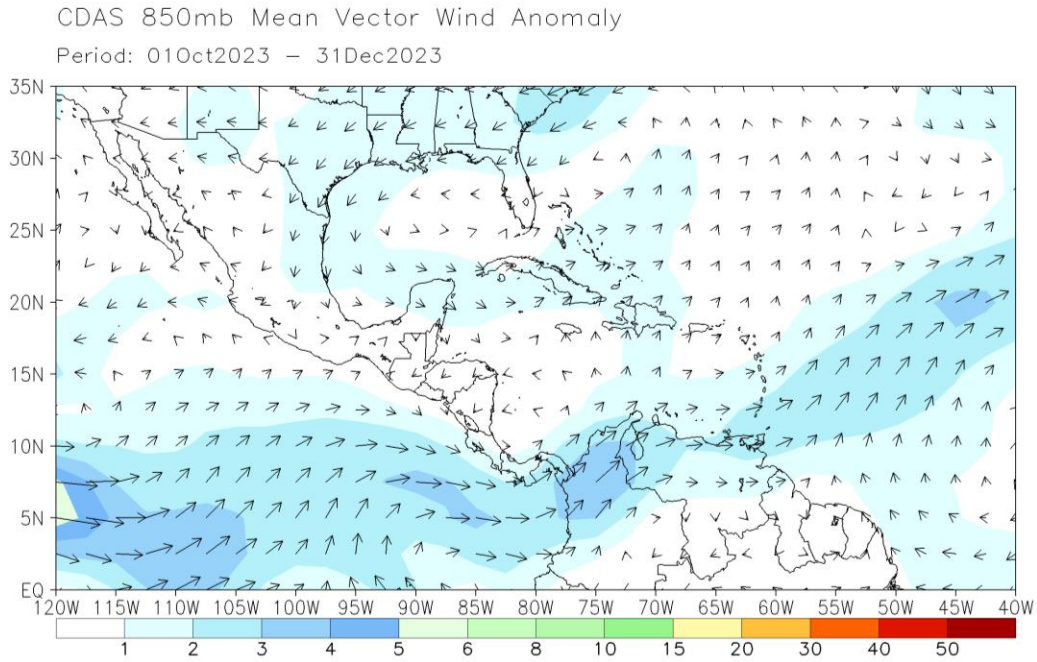 CDAS 850mb Mean Vector Wind Anomaly
Period: 01Oct2023 – 31Dec2023
35N
30N
25N
20N
15N
10N
5N
EQ
120W 115W 110W 105W 100W 95W 90W 85W 80W 75W 70W 65W 60W 55W 50W 45W 40W
1 2 3 4 5 6 8 10 15 20 30 40 50